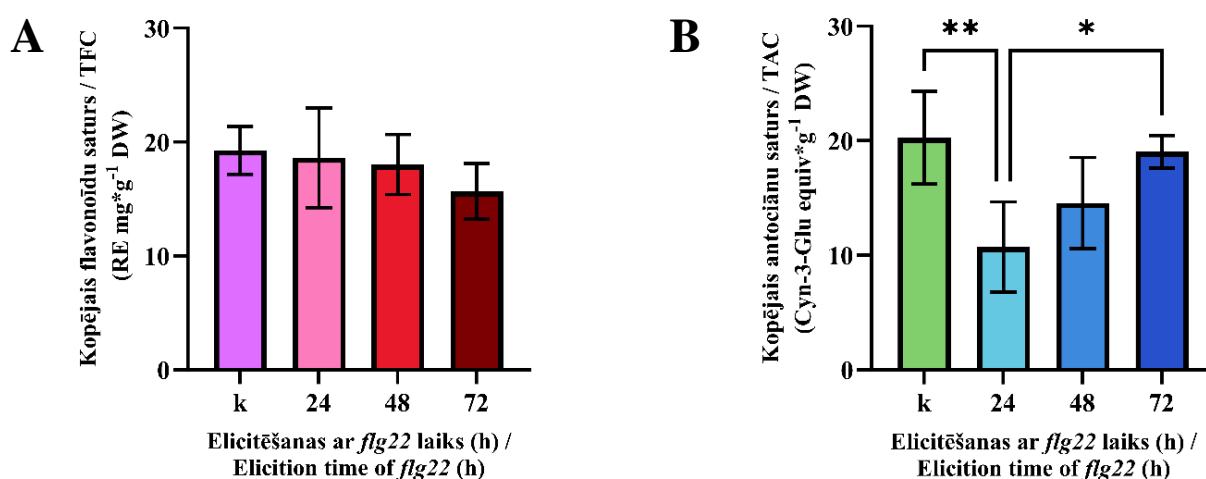 A
Kopējais flavonoīdu saturs / TFC
(RE mg*g⁻¹ DW)
30
20
10
0
k 24 48 72
Elicitēšanas ar flg22 laiks (h) /
Elicition time of flg22 (h)
B
Kopējais antociānu saturs / TAC
(Cyn-3-Glu equiv*g⁻¹ DW)
30
20
10
0
** *
k 24 48 72
Elicitēšanas ar flg22 laiks (h) /
Elicition time of flg22 (h)